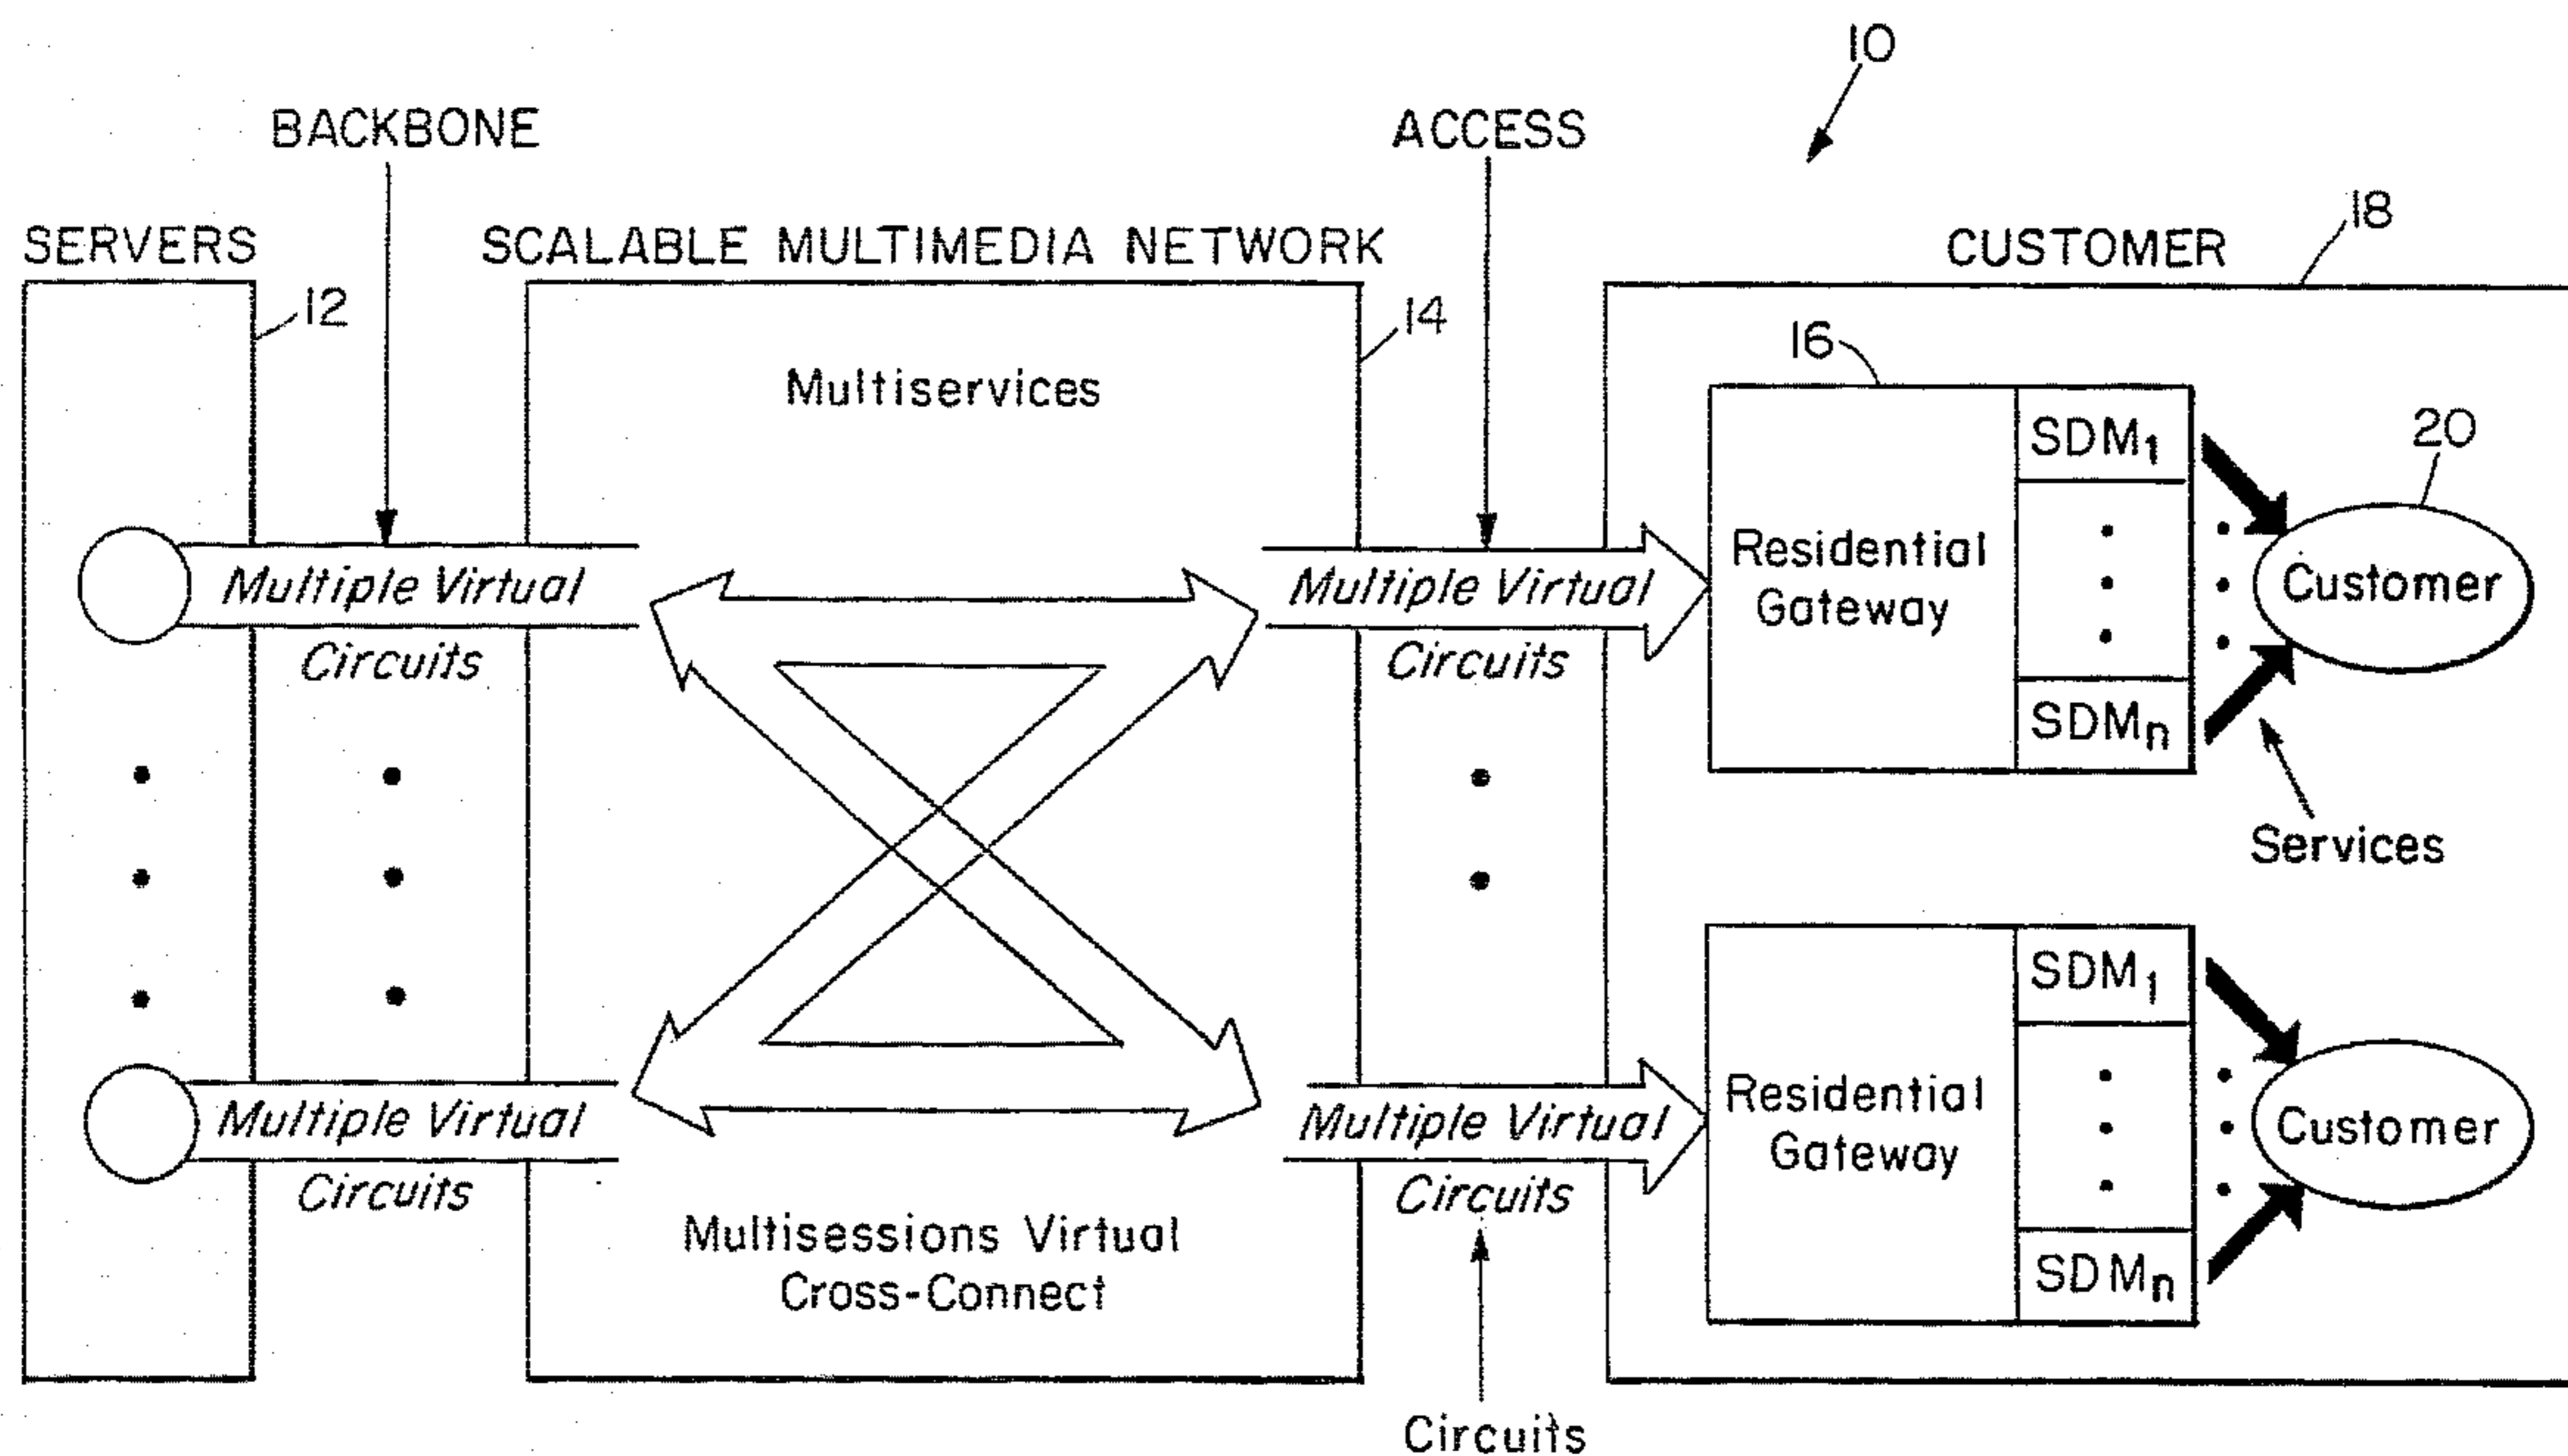 10
BACKBONE
ACCESS
SERVERS
SCALABLE MULTIMEDIA NETWORK
CUSTOMER
18
12
14
Multiservices
16
20
SDM1
Multiple Virtual
Circuits
Multiple Virtual
Circuits
Residential
Gateway
Customer
SDMn
Services
SDM1
Multiple Virtual
Circuits
Multiple Virtual
Circuits
Residential
Gateway
Customer
Multisessions Virtual
Cross-Connect
SDMn
Circuits